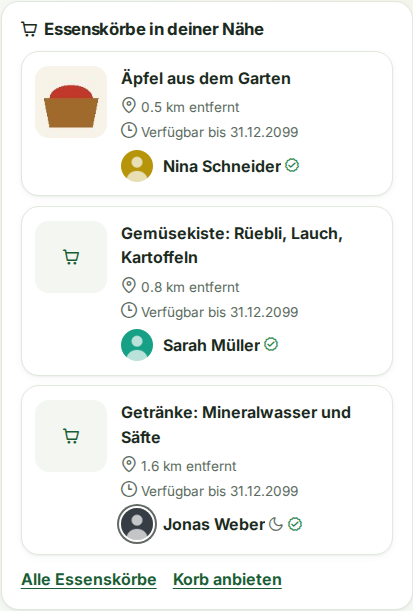 Essenskörbe in deiner Nähe
Äpfel aus dem Garten
0.5 km entfernt
Verfügbar bis 31.12.2099
Nina Schneider
Gemüsekiste: Rüebli, Lauch,
Kartoffeln
0.8 km entfernt
Verfügbar bis 31.12.2099
Sarah Müller
Getränke: Mineralwasser und
Säfte
1.6 km entfernt
Verfügbar bis 31.12.2099
Jonas Weber
Alle Essenskörbe Korb anbieten